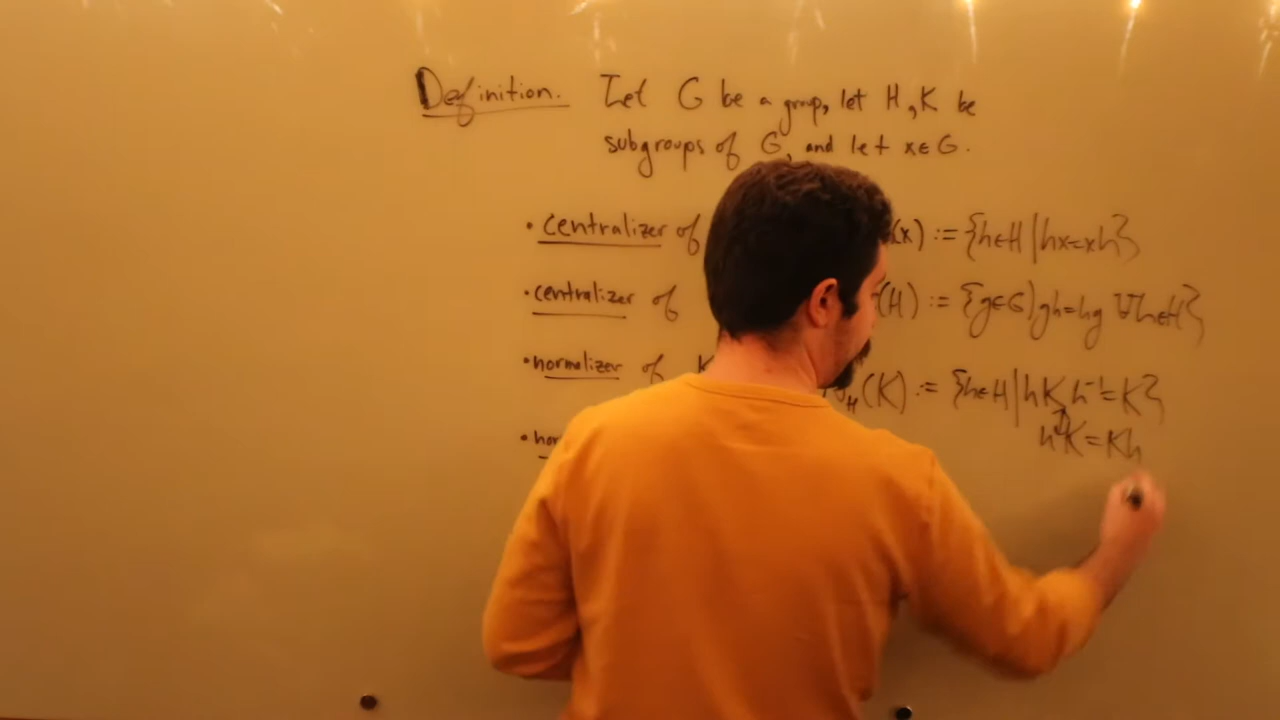 Definition. Let G be a group, let H, K be
subgroups of G, and let x∈G.
• centralizer of (x) := {h∈H | hx=xh}
• centralizer of (H) := {g∈G | gh=hg ∀h∈H}
• normalizer of K H(K) := {h∈H | hKh⁻¹=K}
hK=Kh
• nor